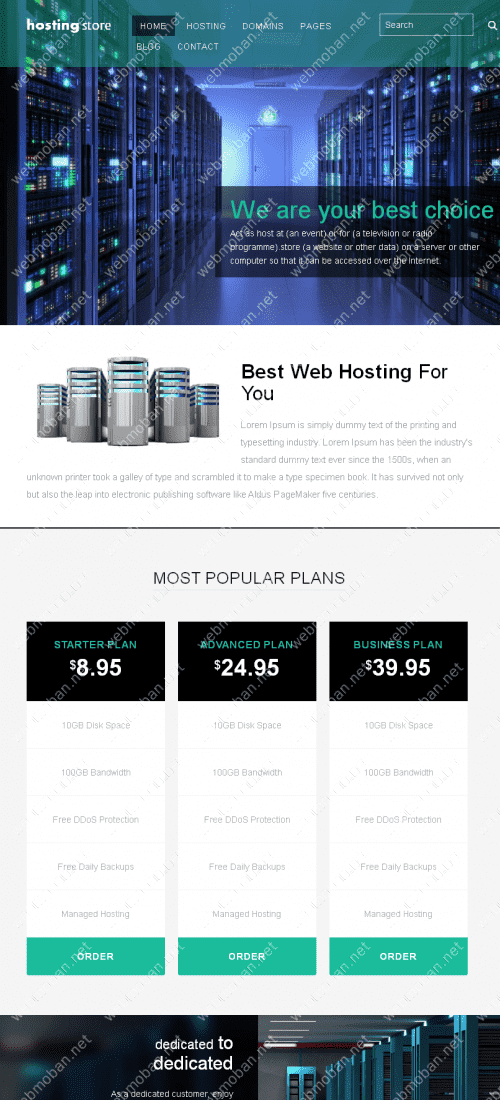 hosting store
HOME HOSTING DOMAINS PAGES
BLOG CONTACT
Search
We are your best choice
Act as host at (an event) or for (a television or radio
programme).store (a website or other data) on a server or other
computer so that it can be accessed over the Internet.
Best Web Hosting For
You
Lorem Ipsum is simply dummy text of the printing and
typesetting industry. Lorem Ipsum has been the industry's
standard dummy text ever since the 1500s, when an
unknown printer took a galley of type and scrambled it to make a type specimen book. It has survived not only
but also the leap into electronic publishing software like Aldus PageMaker five centuries.
MOST POPULAR PLANS
STARTER PLAN
$8.95
10GB Disk Space
100GB Bandwidth
Free DDoS Protection
Free Daily Backups
Managed Hosting
ORDER
ADVANCED PLAN
$24.95
10GB Disk Space
100GB Bandwidth
Free DDoS Protection
Free Daily Backups
Managed Hosting
ORDER
BUSINESS PLAN
$39.95
10GB Disk Space
100GB Bandwidth
Free DDoS Protection
Free Daily Backups
Managed Hosting
ORDER
dedicated to
dedicated
As a dedicated customer, enjoy
webmoban.net